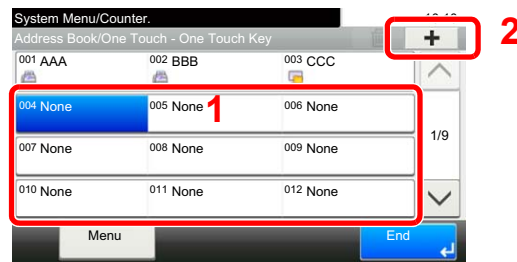 System Menu/Counter.
Address Book/One Touch - One Touch Key
+ 2
001 AAA 002 BBB 003 CCC
004 None 005 None 1 006 None
1/9
007 None 008 None 009 None
010 None 011 None 012 None
Menu End